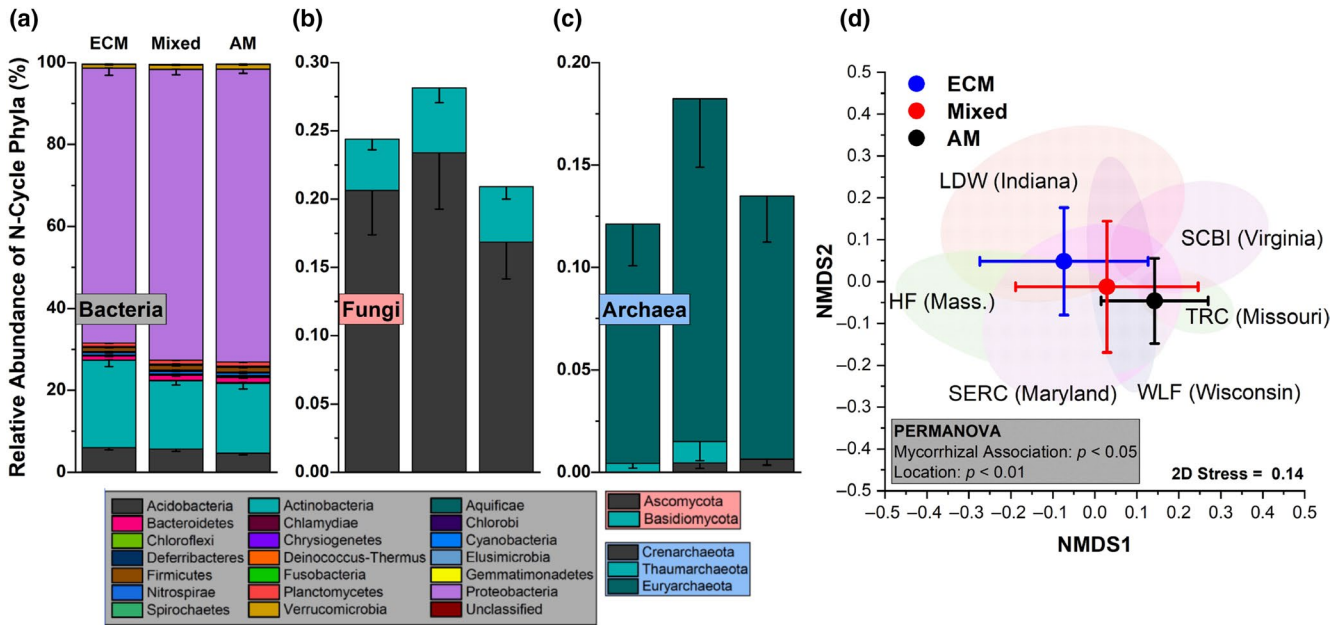 (a)
ECM Mixed AM
Relative Abundance of N-Cycle Phyla (%)
100
80
60
40
20
0
Bacteria
(b)
0.30
0.25
0.20
0.15
0.10
0.05
0.00
Fungi
(c)
0.20
0.15
0.10
0.05
0.00
Archaea
Acidobacteria Actinobacteria Aquificae
Bacteroidetes Chlamydiae Chlorobi
Chloroflexi Chrysiogenetes Cyanobacteria
Deferribacteres Deinococcus-Thermus Elusimicrobia
Firmicutes Fusobacteria Gemmatimonadetes
Nitrospirae Planctomycetes Proteobacteria
Spirochaetes Verrucomicrobia Unclassified
Ascomycota
Basidiomycota
Crenarchaeota
Thaumarchaeota
Euryarchaeota
(d)
NMDS2
0.5
0.4
0.3
0.2
0.1
0.0
−0.1
−0.2
−0.3
−0.4
−0.5
ECM
Mixed
AM
LDW (Indiana)
SCBI (Virginia)
HF (Mass.)
TRC (Missouri)
SERC (Maryland)
WLF (Wisconsin)
PERMANOVA
Mycorrhizal Association: p < 0.05
Location: p < 0.01
2D Stress = 0.14
−0.5 −0.4 −0.3 −0.2 −0.1 0.0 0.1 0.2 0.3 0.4 0.5
NMDS1